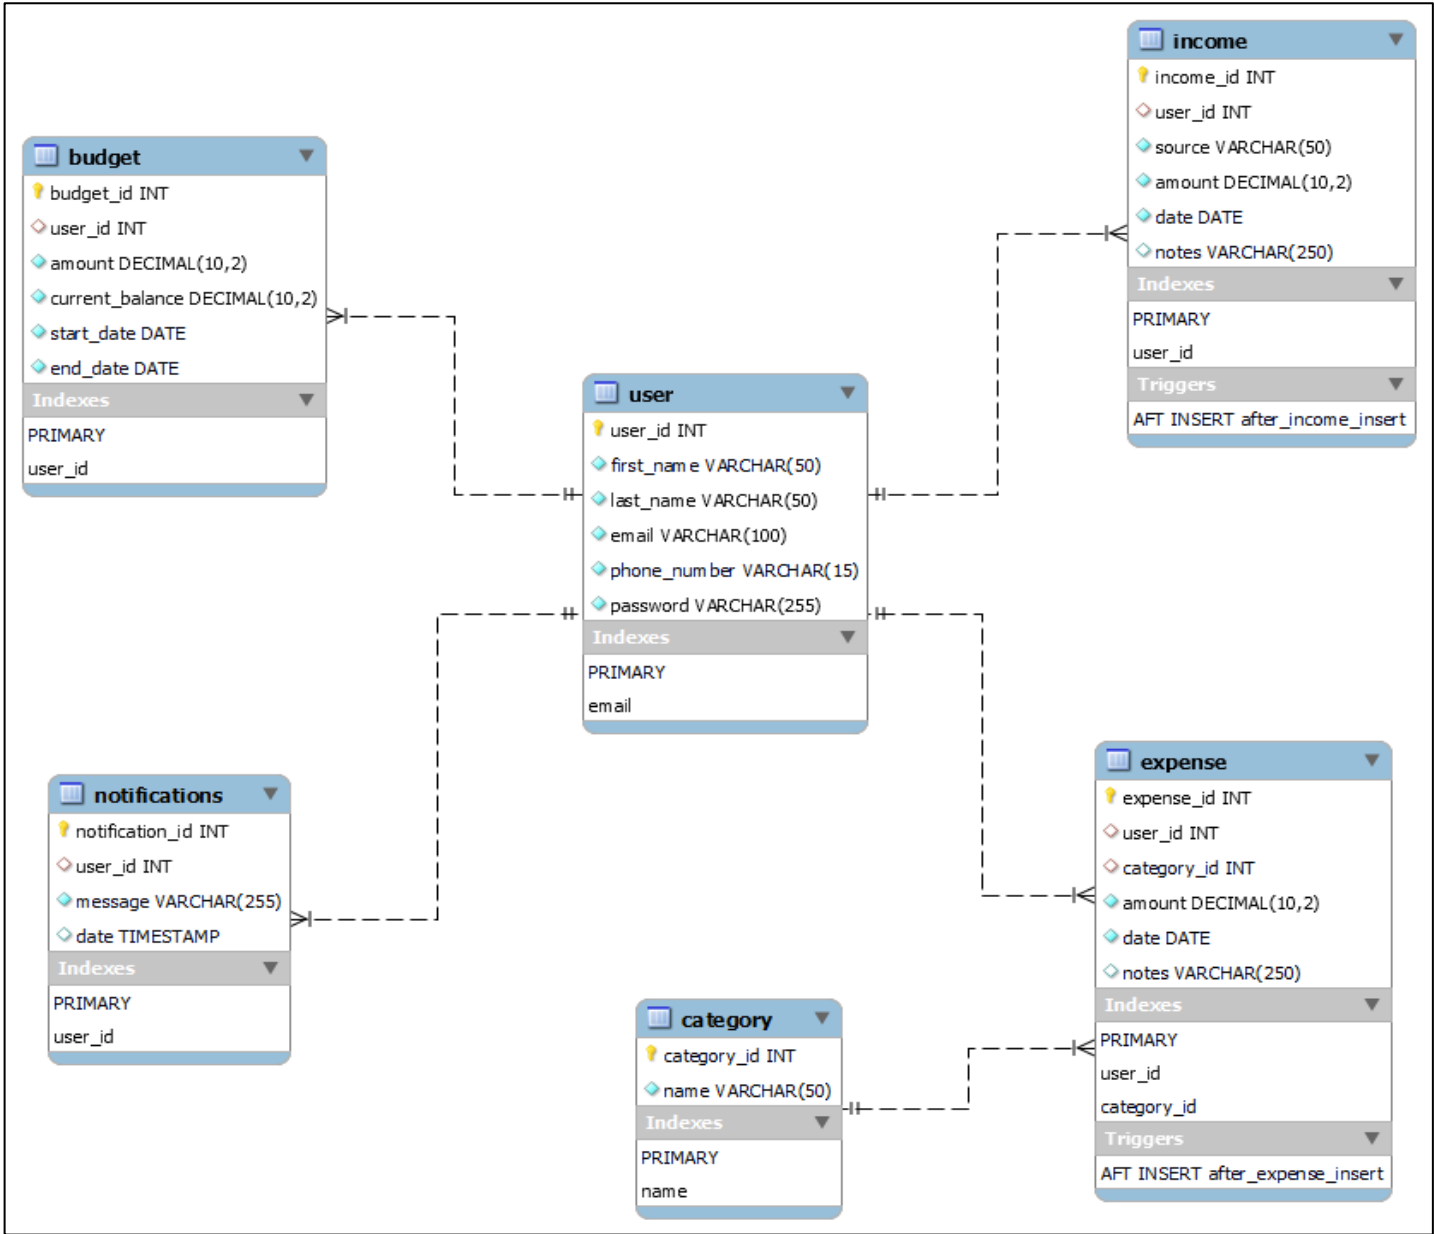 budget
budget_id INT
user_id INT
amount DECIMAL(10,2)
current_balance DECIMAL(10,2)
start_date DATE
end_date DATE
Indexes
PRIMARY
user_id
income
income_id INT
user_id INT
source VARCHAR(50)
amount DECIMAL(10,2)
date DATE
notes VARCHAR(250)
Indexes
PRIMARY
user_id
Triggers
AFT INSERT after_income_insert
user
user_id INT
first_name VARCHAR(50)
last_name VARCHAR(50)
email VARCHAR(100)
phone_number VARCHAR(15)
password VARCHAR(255)
Indexes
PRIMARY
email
notifications
notification_id INT
user_id INT
message VARCHAR(255)
date TIMESTAMP
Indexes
PRIMARY
user_id
category
category_id INT
name VARCHAR(50)
Indexes
PRIMARY
name
expense
expense_id INT
user_id INT
category_id INT
amount DECIMAL(10,2)
date DATE
notes VARCHAR(250)
Indexes
PRIMARY
user_id
category_id
Triggers
AFT INSERT after_expense_insert